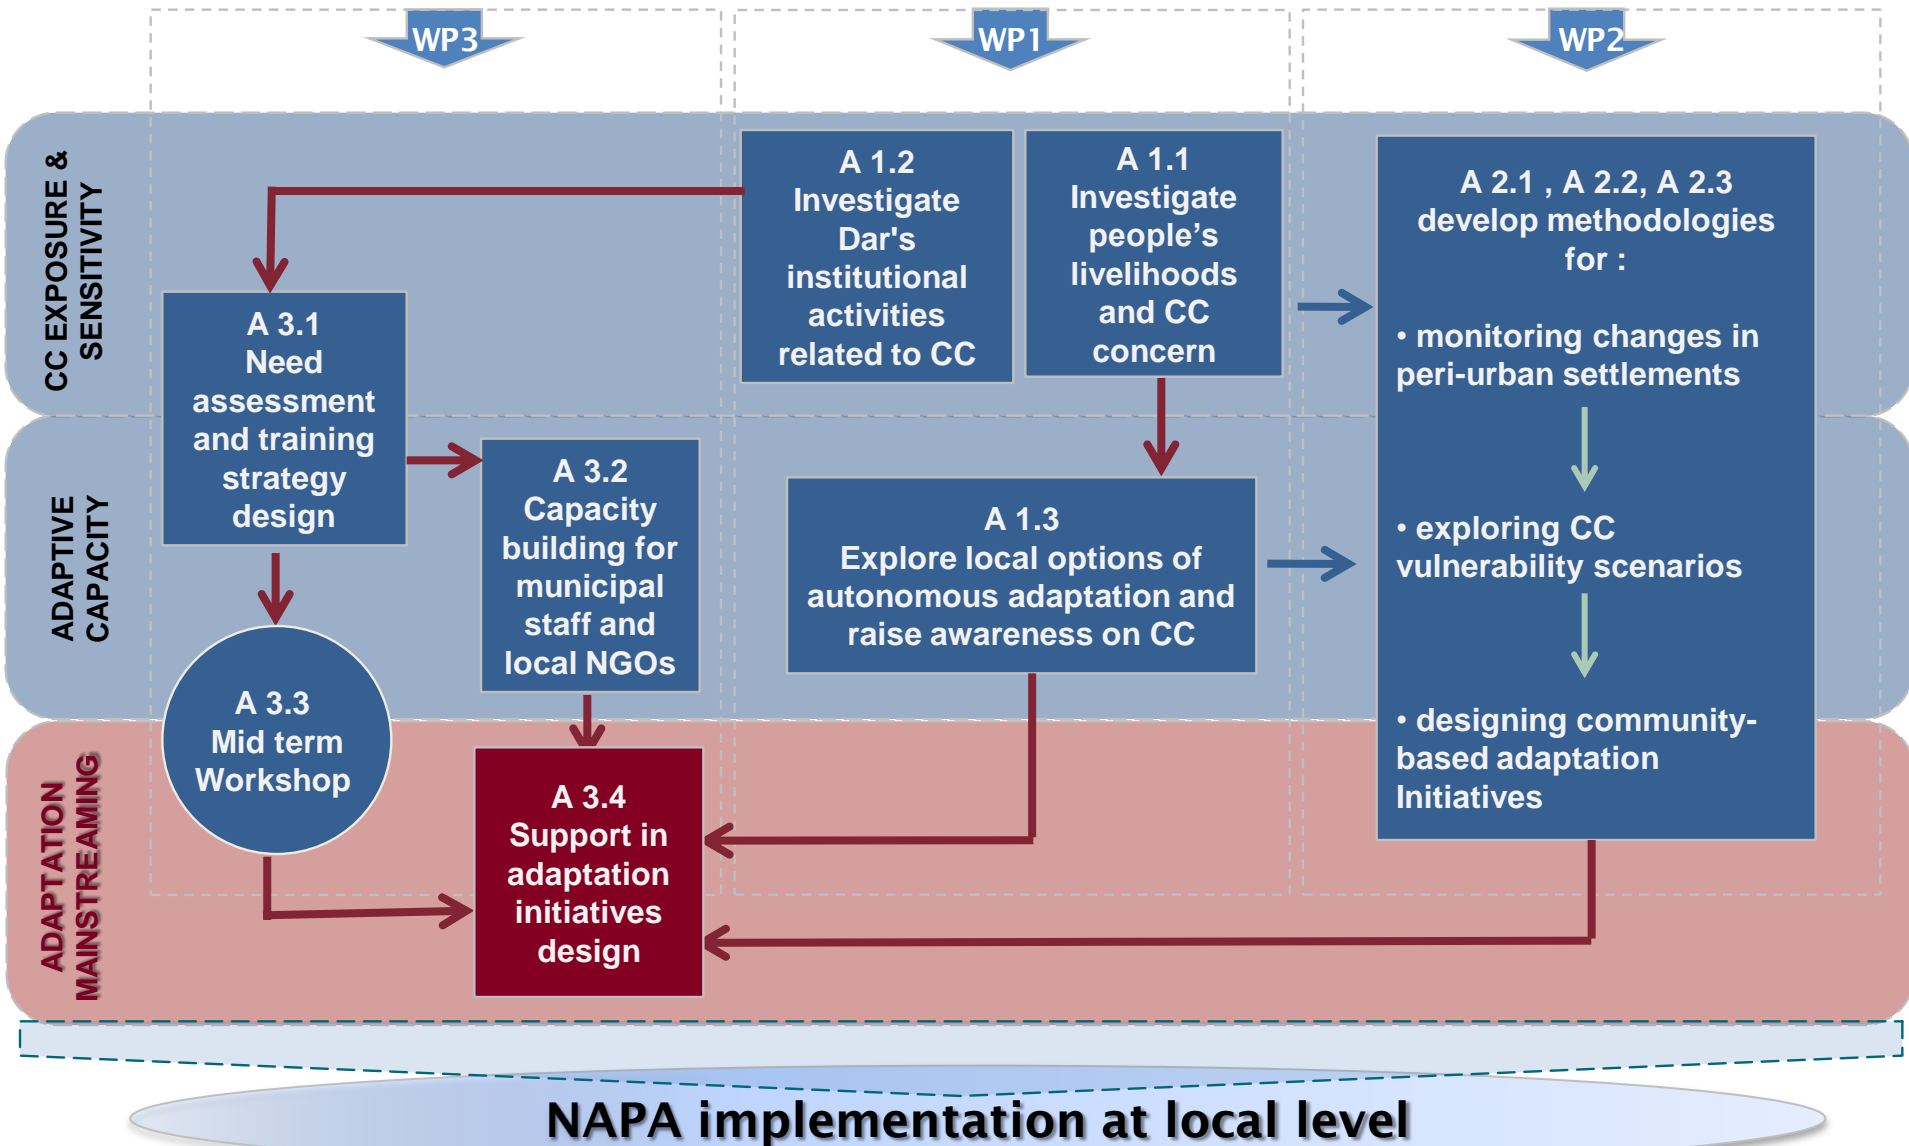 WP3
WP1
WP2
CC EXPOSURE &
SENSITIVITY
A 1.2
Investigate
Dar's
institutional
activities
related to CC
A 1.1
Investigate
people’s
livelihoods
and CC
concern
A 2.1 , A 2.2, A 2.3
develop methodologies
for :
• monitoring changes in
peri-urban settlements
• exploring CC
vulnerability scenarios
• designing community-
based adaptation
Initiatives
A 3.1
Need
assessment
and training
strategy
design
ADAPTIVE
CAPACITY
A 3.2
Capacity
building for
municipal
staff and
local NGOs
A 1.3
Explore local options of
autonomous adaptation and
raise awareness on CC
A 3.3
Mid term
Workshop
ADAPTATION
MAINSTREAMING
A 3.4
Support in
adaptation
initiatives
design
NAPA implementation at local level